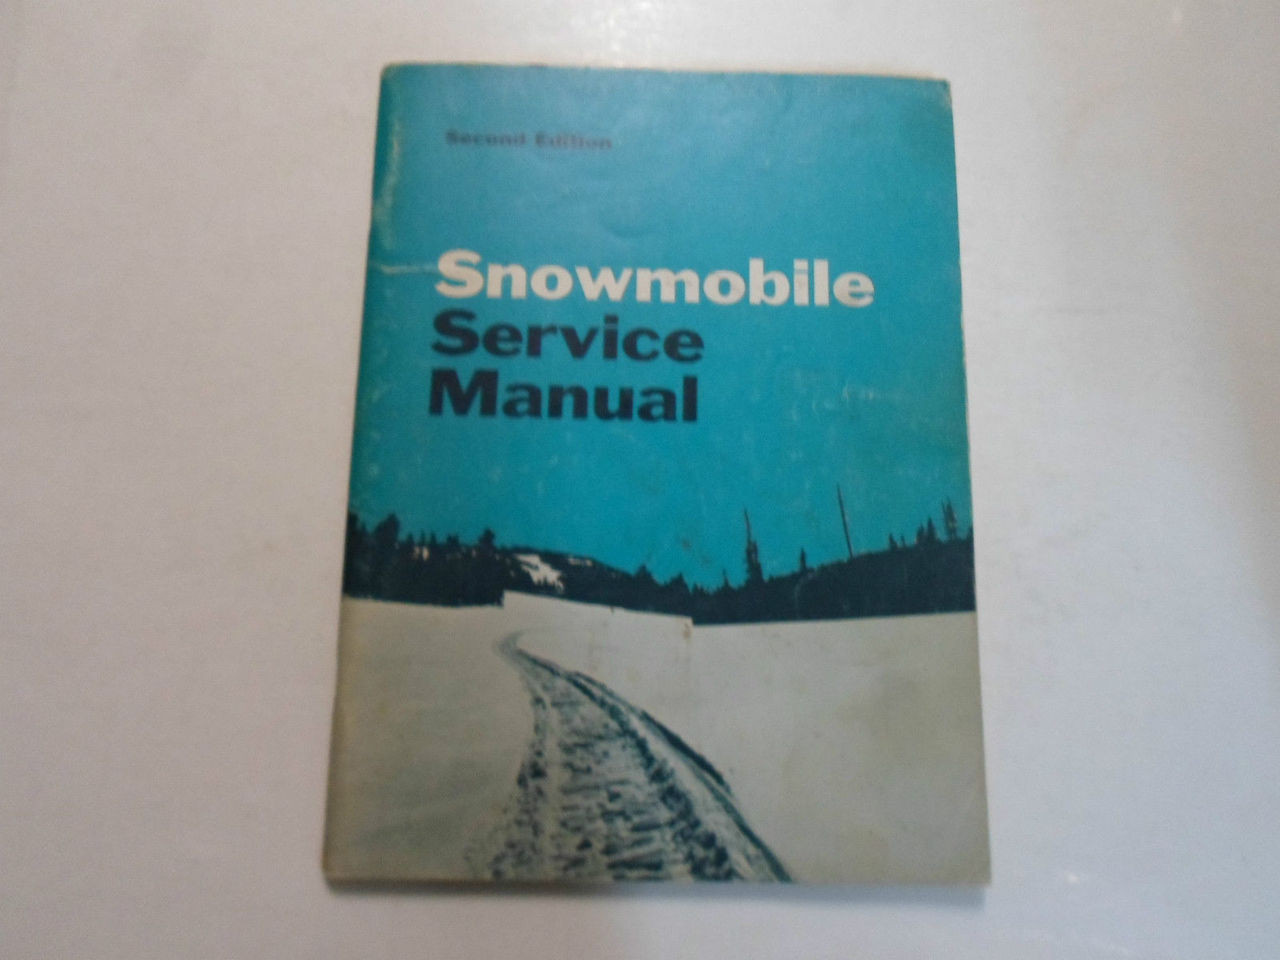 Second Edition
Snowmobile
Service
Manual